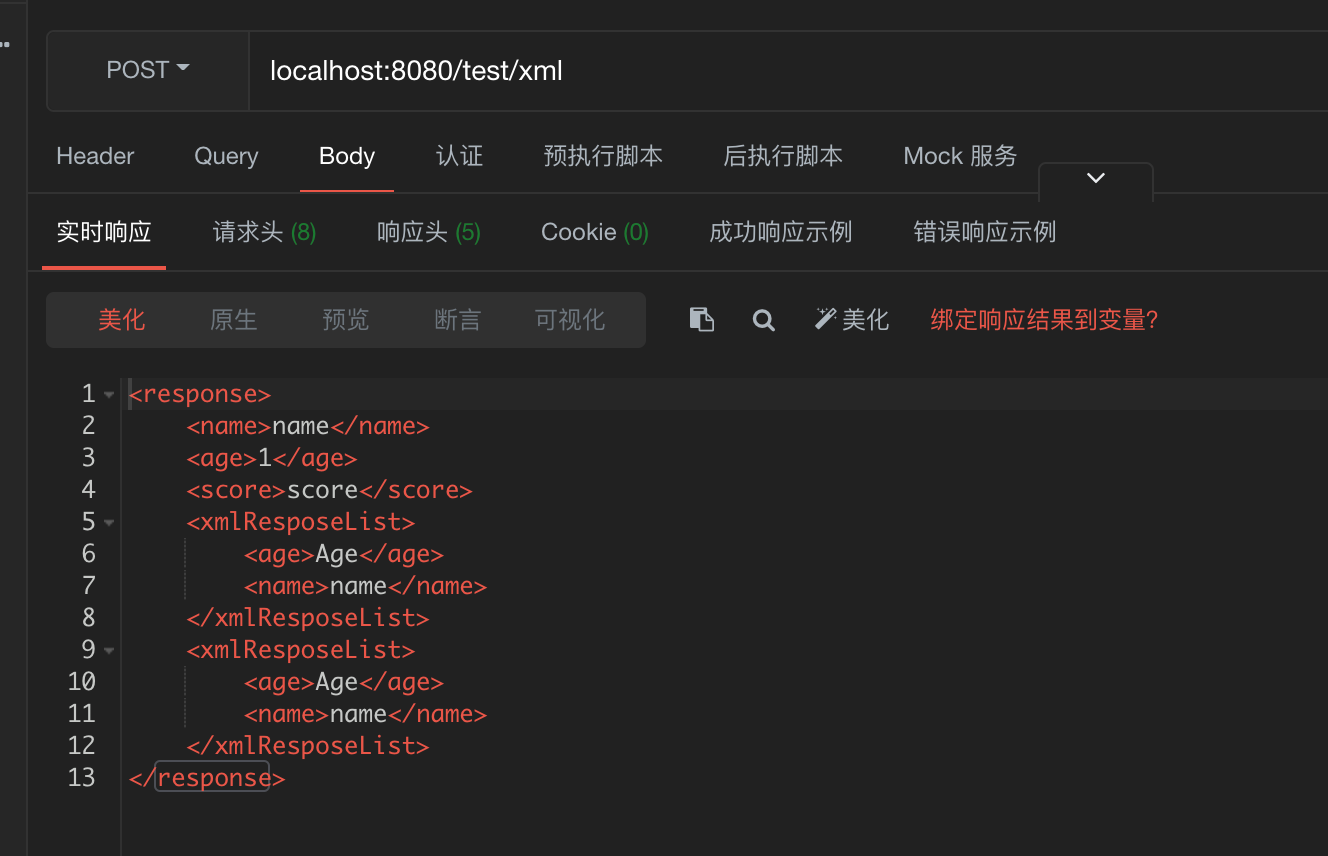 POST localhost:8080/test/xml
Header Query Body 认证 预执行脚本 后执行脚本 Mock 服务
实时响应 请求头 (8) 响应头 (5) Cookie (0) 成功响应示例 错误响应示例
美化 原生 预览 断言 可视化 美化 绑定响应结果到变量?
1 <response>
2 <name>name</name>
3 <age>1</age>
4 <score>score</score>
5 <xmlResposeList>
6 <age>Age</age>
7 <name>name</name>
8 </xmlResposeList>
9 <xmlResposeList>
10 <age>Age</age>
11 <name>name</name>
12 </xmlResposeList>
13 </response>